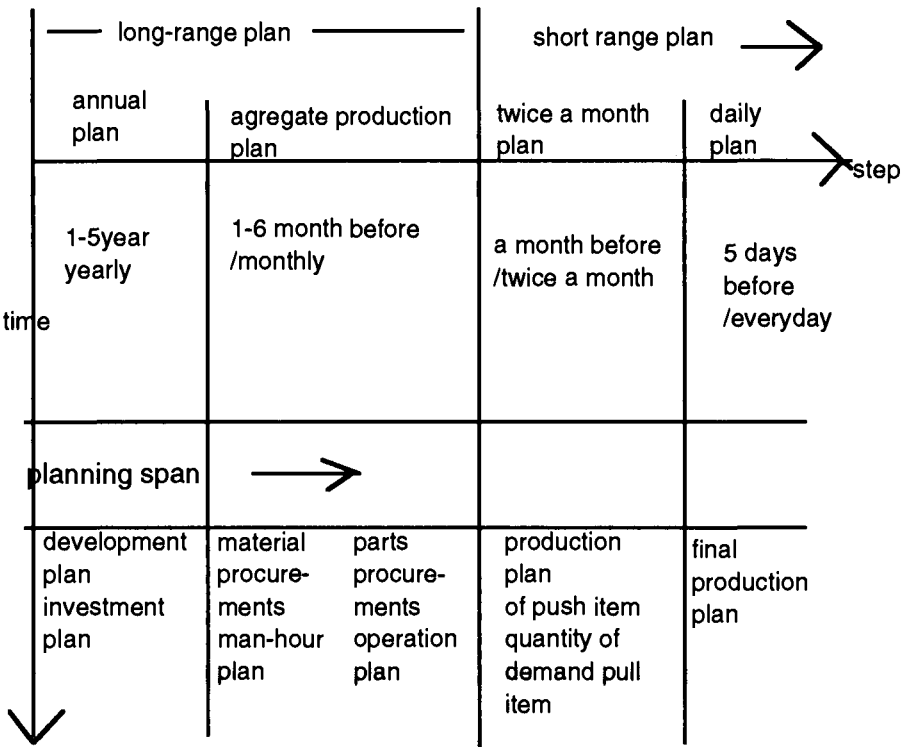 long-range plan
short range plan
annual
plan
agregate production
plan
twice a month
plan
daily
plan
step
1-5year
yearly
1-6 month before
/monthly
a month before
/twice a month
5 days
before
/everyday
time
planning span
development
plan
investment
plan
material
procure-
ments
man-hour
plan
parts
procure-
ments
operation
plan
production
plan
of push item
quantity of
demand pull
item
final
production
plan